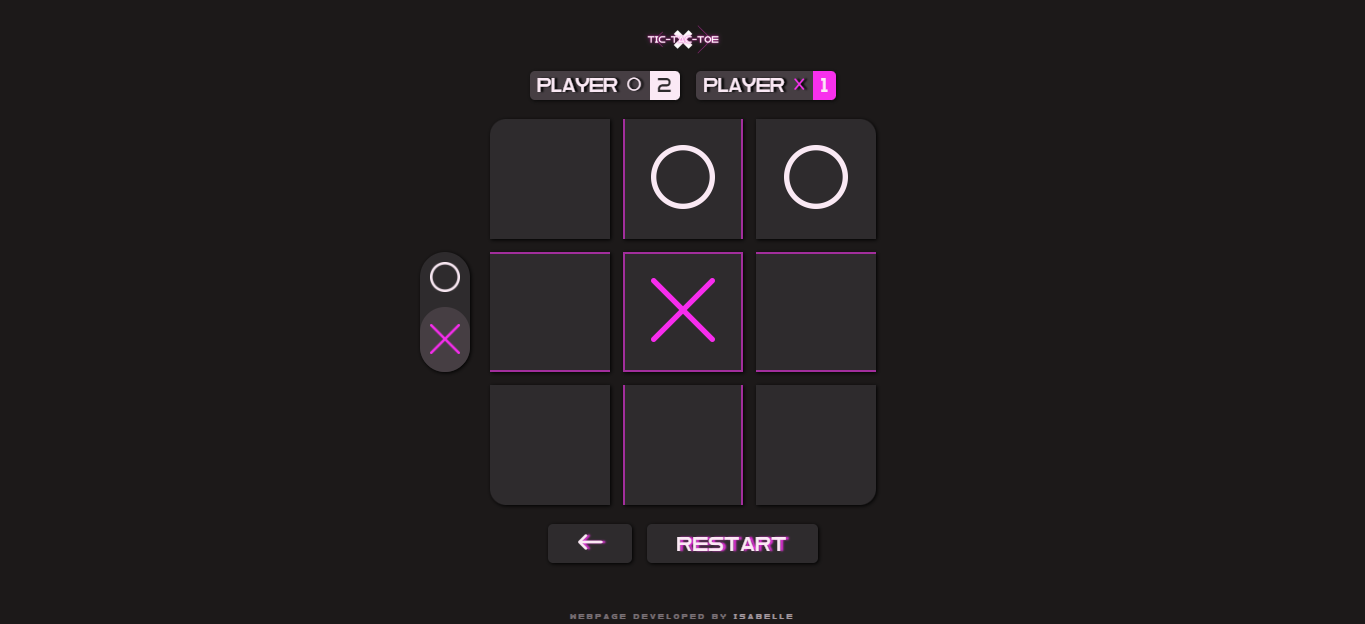 TIC-TAC-TOE
PLAYER O 2
PLAYER X 1
RESTART
WEBPAGE DEVELOPED BY ISABELLE